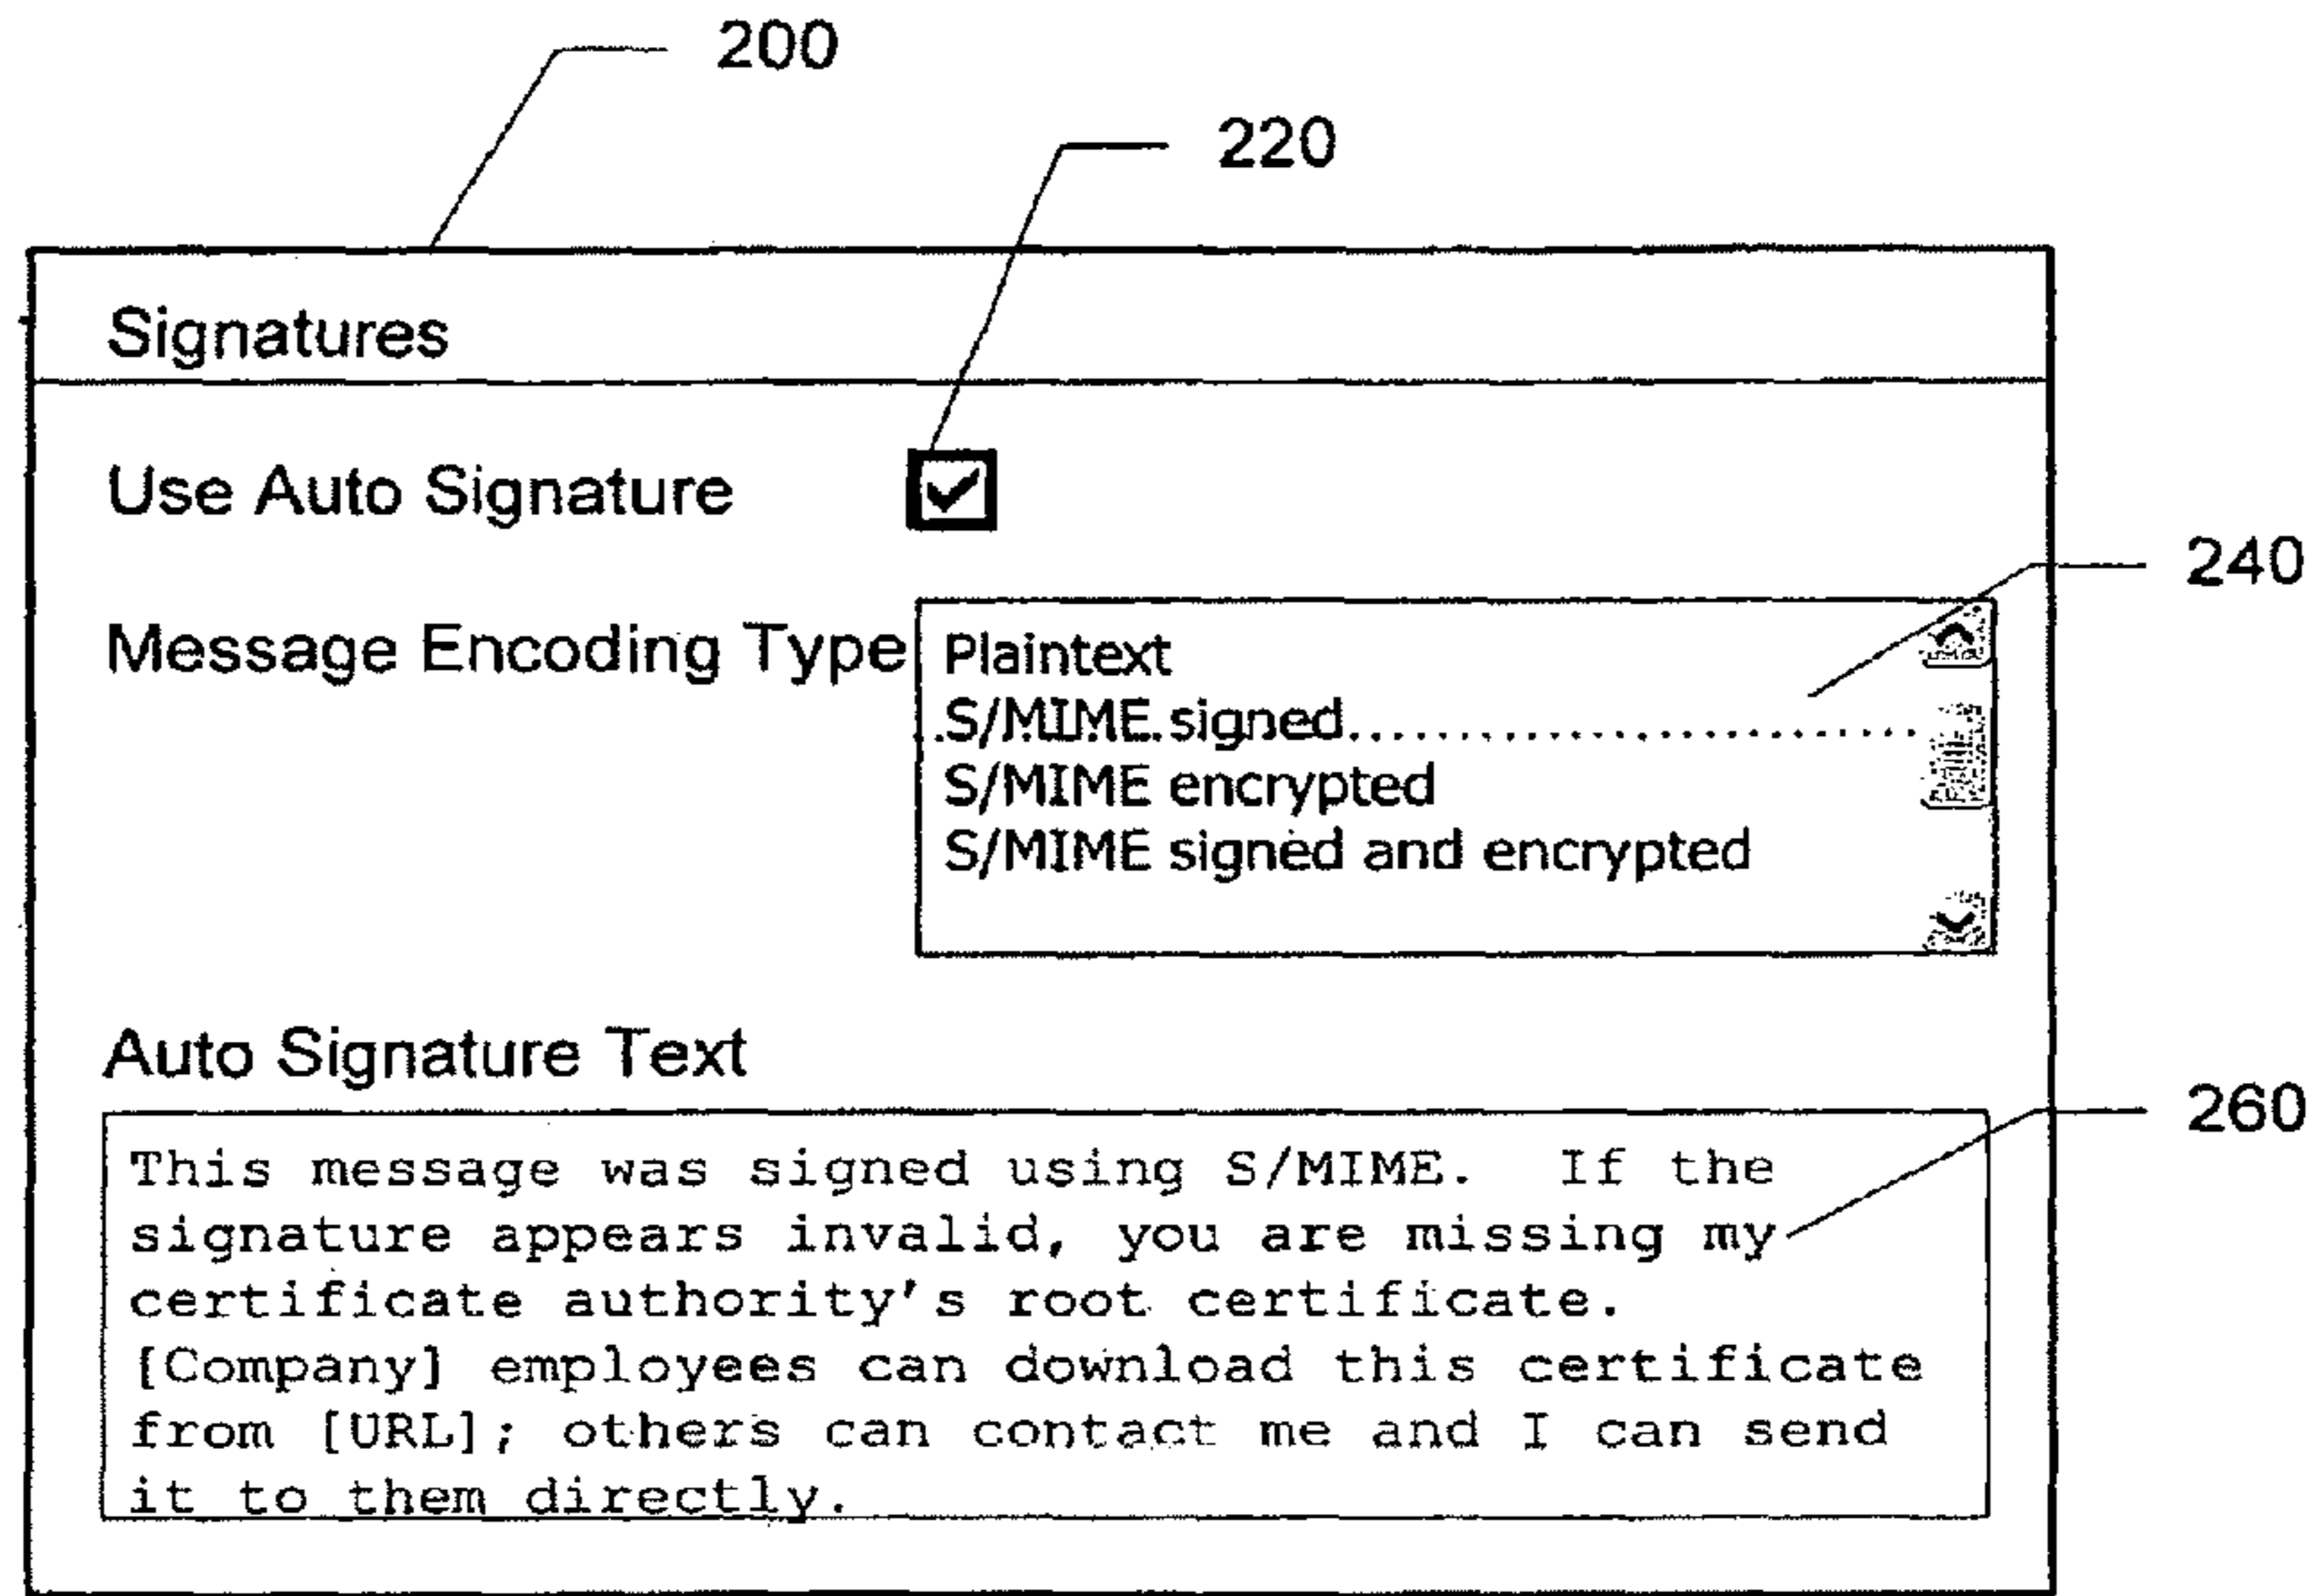 200
220
Signatures
Use Auto Signature
240
Message Encoding Type
Plaintext
S/MIME signed
S/MIME encrypted
S/MIME signed and encrypted
Auto Signature Text
260
This message was signed using S/MIME.  If the
signature appears invalid, you are missing my
certificate authority's root certificate.
[Company] employees can download this certificate
from [URL]; others can contact me and I can send
it to them directly.